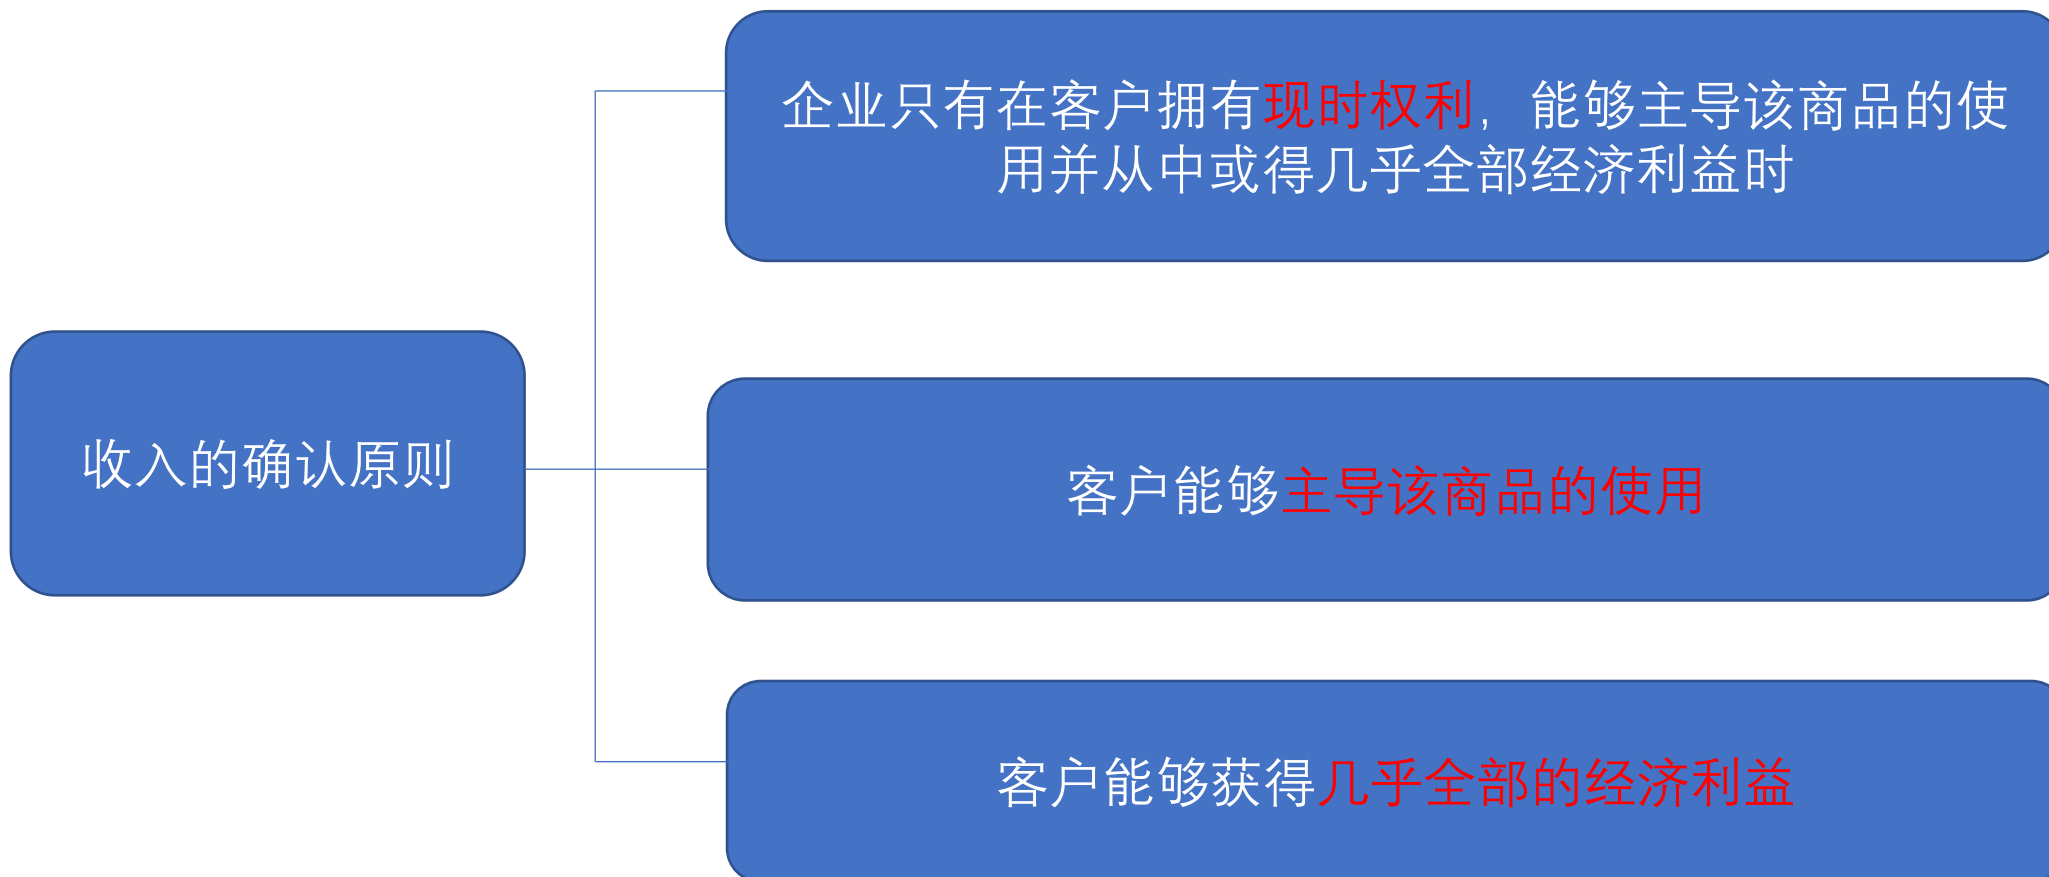 企业只有在客户拥有现时权利，能够主导该商品的使
用并从中或得几乎全部经济利益时
收入的确认原则
客户能够主导该商品的使用
客户能够获得几乎全部的经济利益